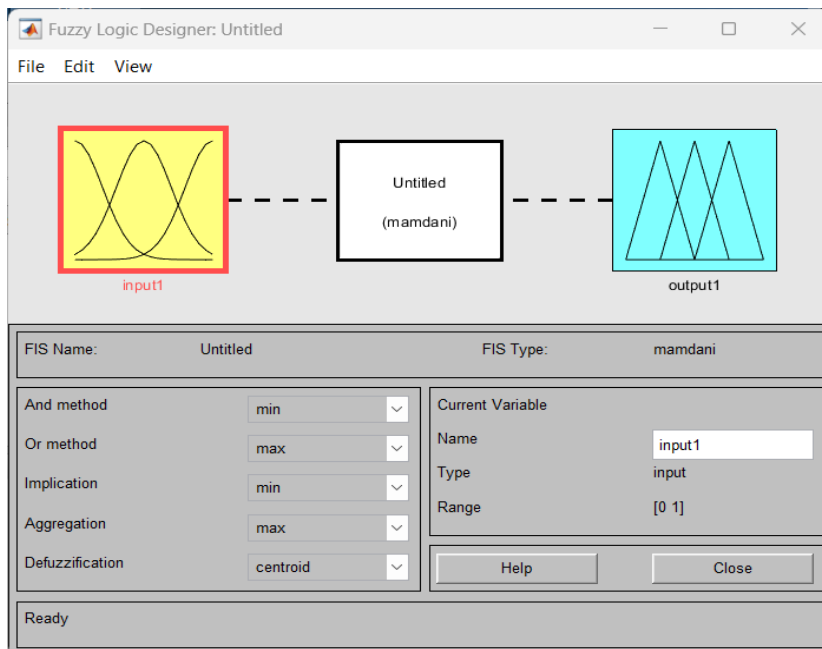 Fuzzy Logic Designer: Untitled
File Edit View
Untitled
(mamdani)
input1
output1
FIS Name: Untitled FIS Type: mamdani
And method min
Or method max
Implication min
Aggregation max
Defuzzification centroid
Current Variable
Name input1
Type input
Range [0 1]
Help Close
Ready